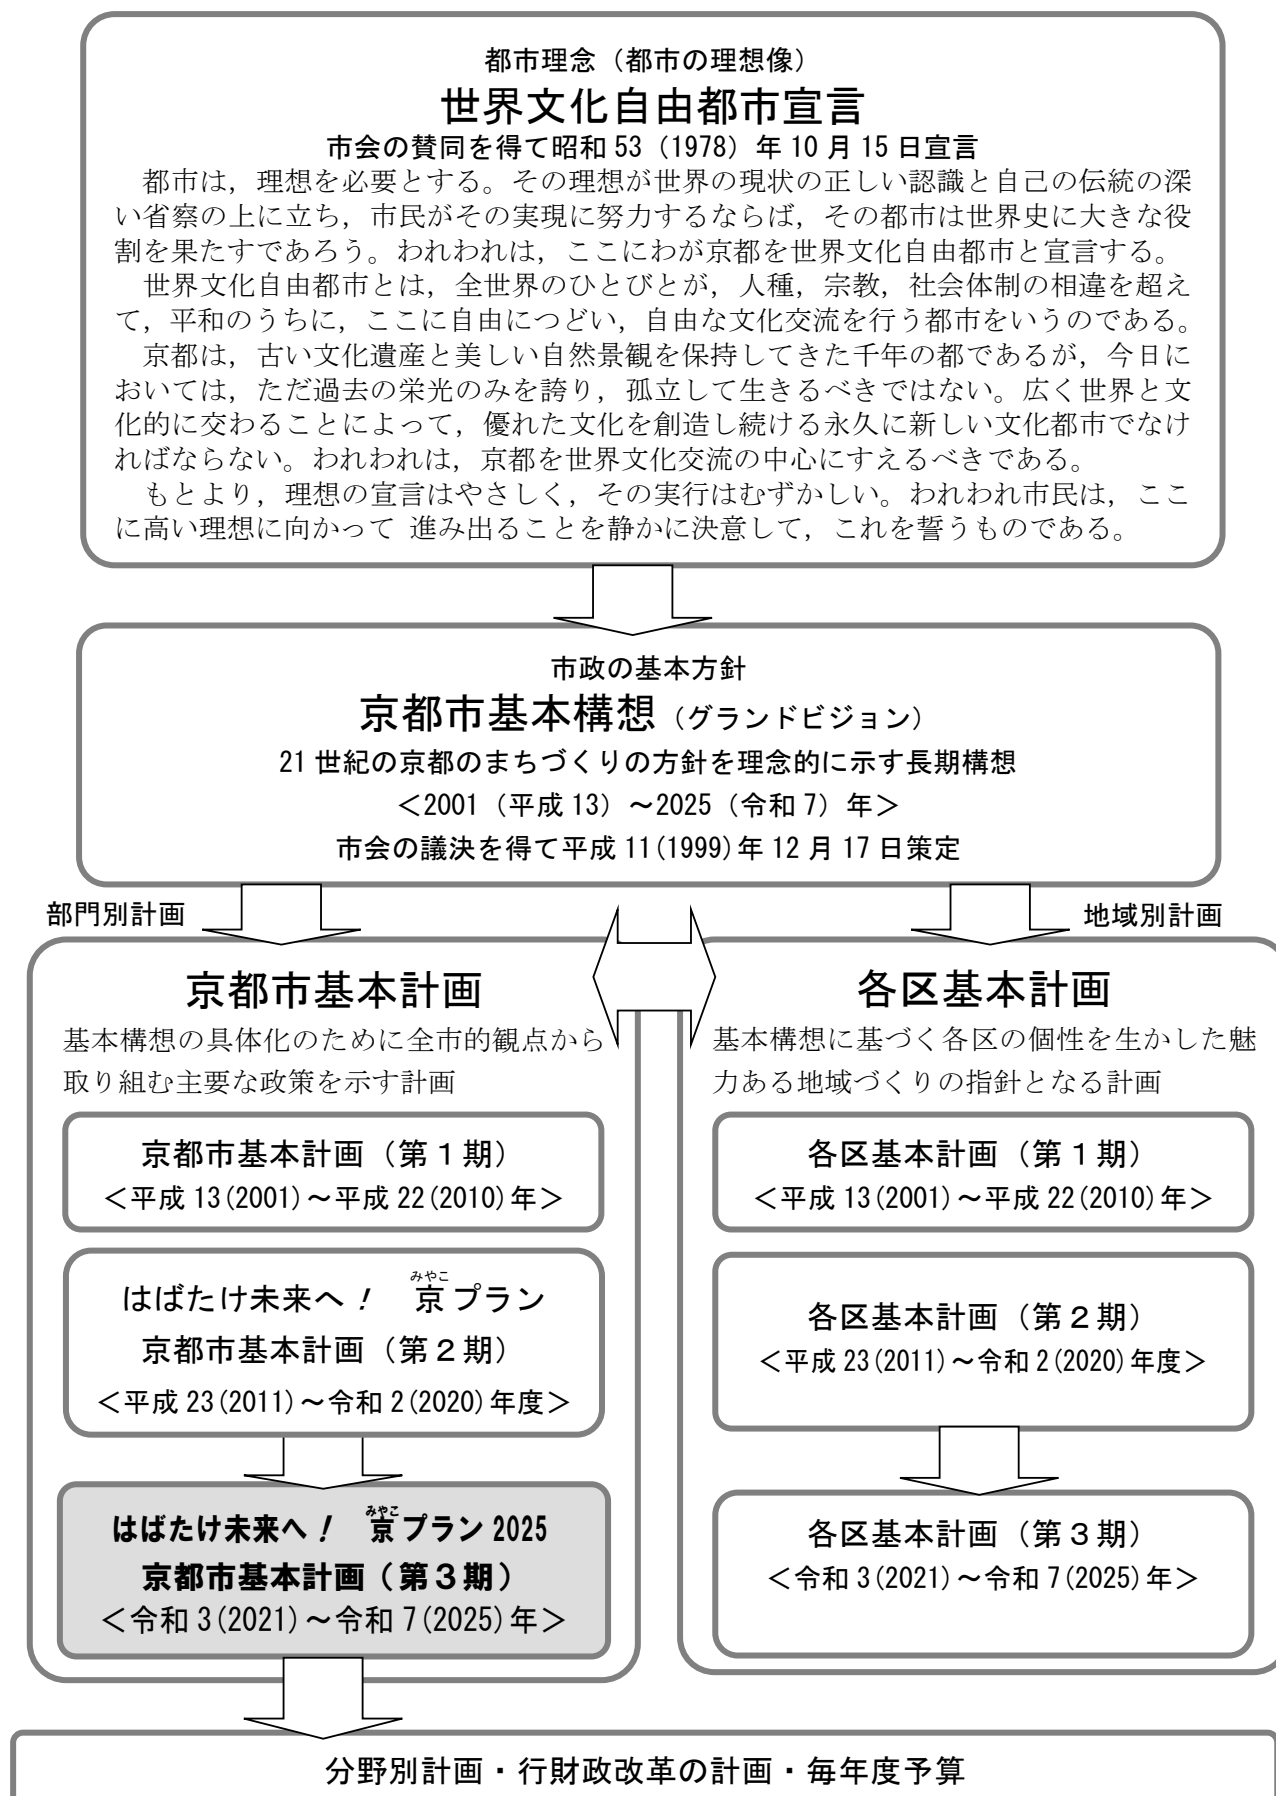 都市理念（都市の理想像）
世界文化自由都市宣言
市会の賛同を得て昭和 53（1978）年 10 月 15 日宣言
都市は，理想を必要とする。その理想が世界の現状の正しい認識と自己の伝統の深
い省察の上に立ち，市民がその実現に努力するならば，その都市は世界史に大きな役
割を果たすであろう。われわれは，ここにわが京都を世界文化自由都市と宣言する。
世界文化自由都市とは，全世界のひとびとが，人種，宗教，社会体制の相違を超え
て，平和のうちに，ここに自由につどい，自由な文化交流を行う都市をいうのである。
京都は，古い文化遺産と美しい自然景観を保持してきた千年の都であるが，今日に
おいては，ただ過去の栄光のみを誇り，孤立して生きるべきではない。広く世界と文
化的に交わることによって，優れた文化を創造し続ける永久に新しい文化都市でなけ
ればならない。われわれは，京都を世界文化交流の中心にすえるべきである。
もとより，理想の宣言はやさしく，その実行はむずかしい。われわれ市民は，ここ
に高い理想に向かって 進み出ることを静かに決意して，これを誓うものである。
市政の基本方針
京都市基本構想（グランドビジョン）
21 世紀の京都のまちづくりの方針を理念的に示す長期構想
＜2001（平成 13）～2025（令和 7）年＞
市会の議決を得て平成 11(1999)年 12 月 17 日策定
部門別計画
京都市基本計画
基本構想の具体化のために全市的観点から
取り組む主要な政策を示す計画
京都市基本計画（第１期）
＜平成 13(2001)～平成 22(2010)年＞
みやこ
はばたけ未来へ！　京プラン
京都市基本計画（第２期）
＜平成 23(2011)～令和 2(2020)年度＞
みやこ
はばたけ未来へ！　京プラン 2025
京都市基本計画（第３期）
＜令和 3(2021)～令和 7(2025)年＞
地域別計画
各区基本計画
基本構想に基づく各区の個性を生かした魅
力ある地域づくりの指針となる計画
各区基本計画（第１期）
＜平成 13(2001)～平成 22(2010)年＞
各区基本計画（第２期）
＜平成 23(2011)～令和 2(2020)年度＞
各区基本計画（第３期）
＜令和 3(2021)～令和 7(2025)年＞
分野別計画・行財政改革の計画・毎年度予算